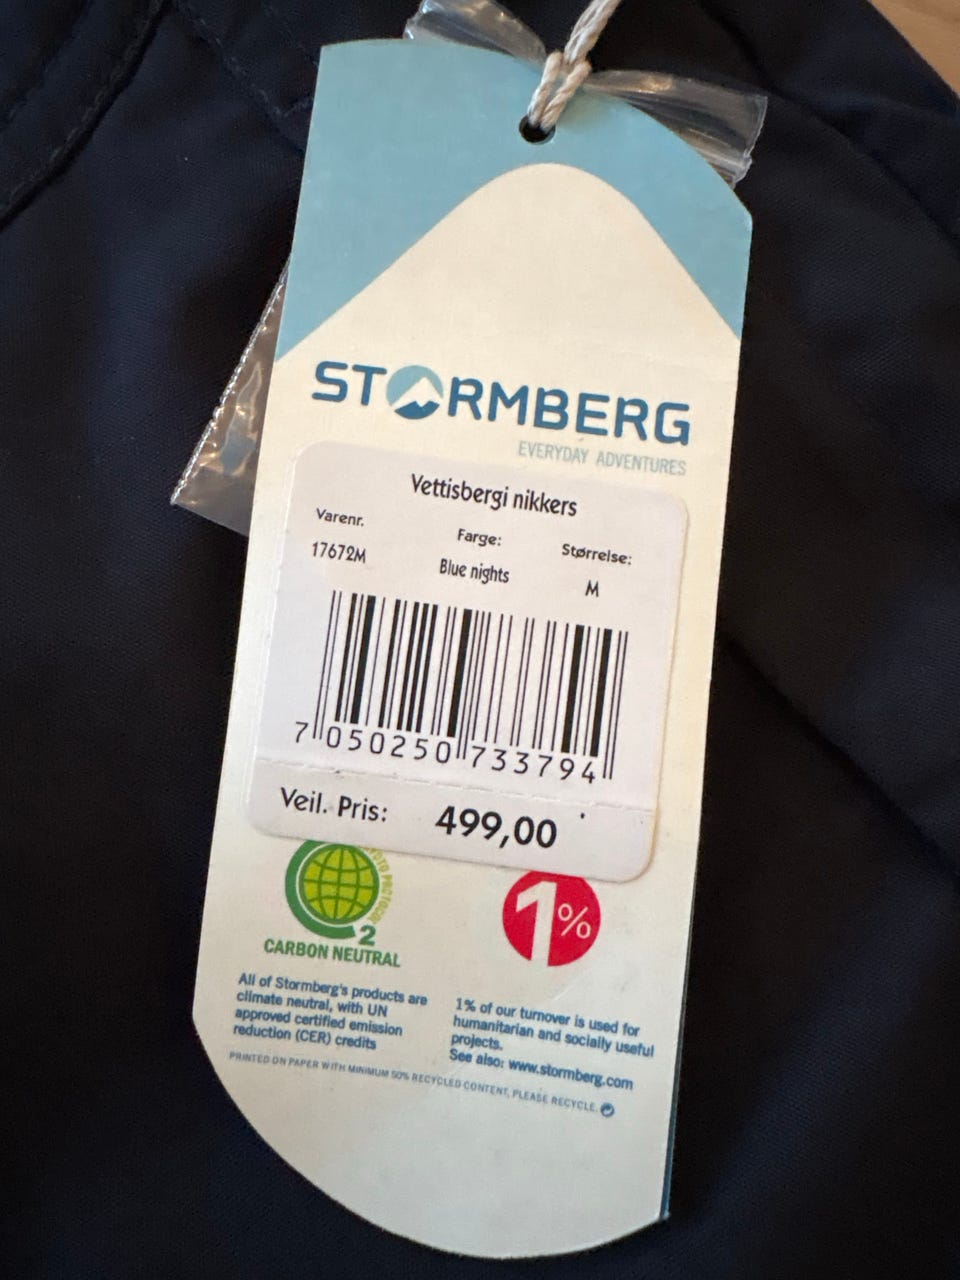 STORMBERG
EVERYDAY ADVENTURES
Vettisbergi nikkers
Varenr. Farge: Størrelse:
17672M Blue nights M
7 050250 733794
Veil. Pris: 499,00
KYOTO PROTOCOL
2
CARBON NEUTRAL
1%
All of Stormberg's products are
climate neutral, with UN
approved certified emission
reduction (CER) credits
1% of our turnover is used for
humanitarian and socially useful
projects.
See also: www.stormberg.com
PRINTED ON PAPER WITH MINIMUM 50% RECYCLED CONTENT, PLEASE RECYCLE.